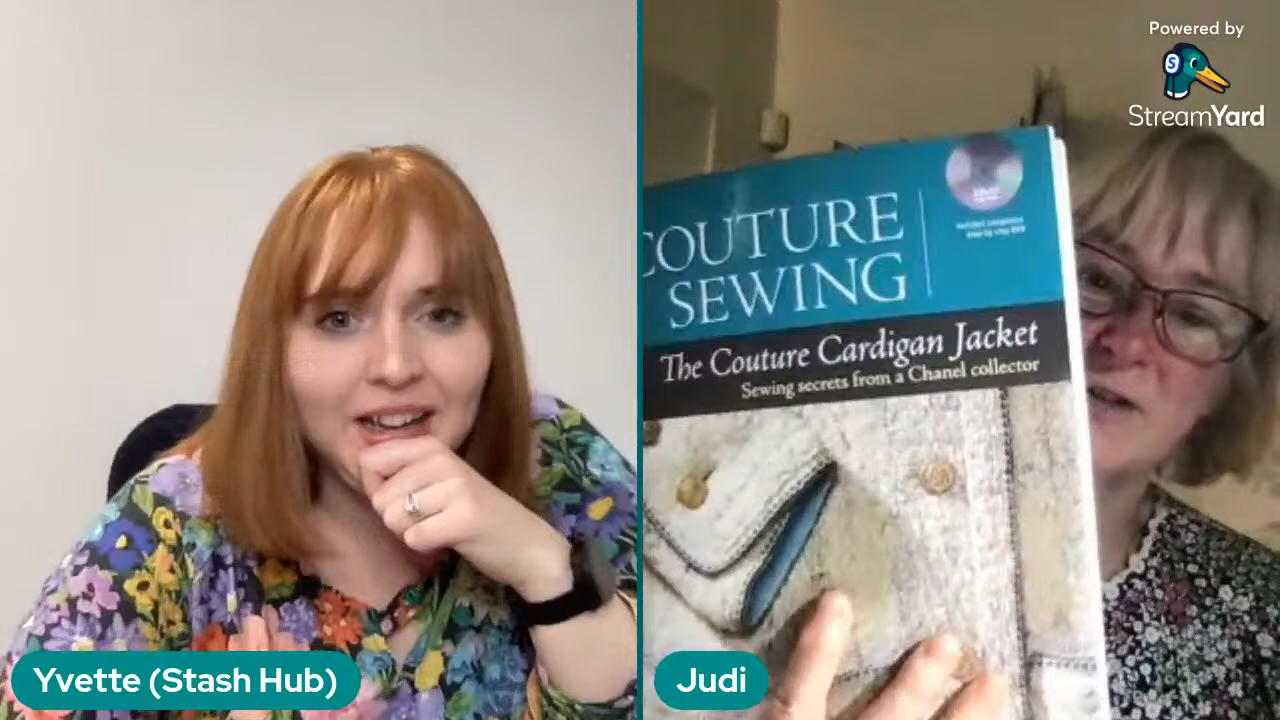 Powered by
S
StreamYard
COUTURE
SEWING
The Couture Cardigan Jacket
Sewing secrets from a Chanel collector
Yvette (Stash Hub)
Judi